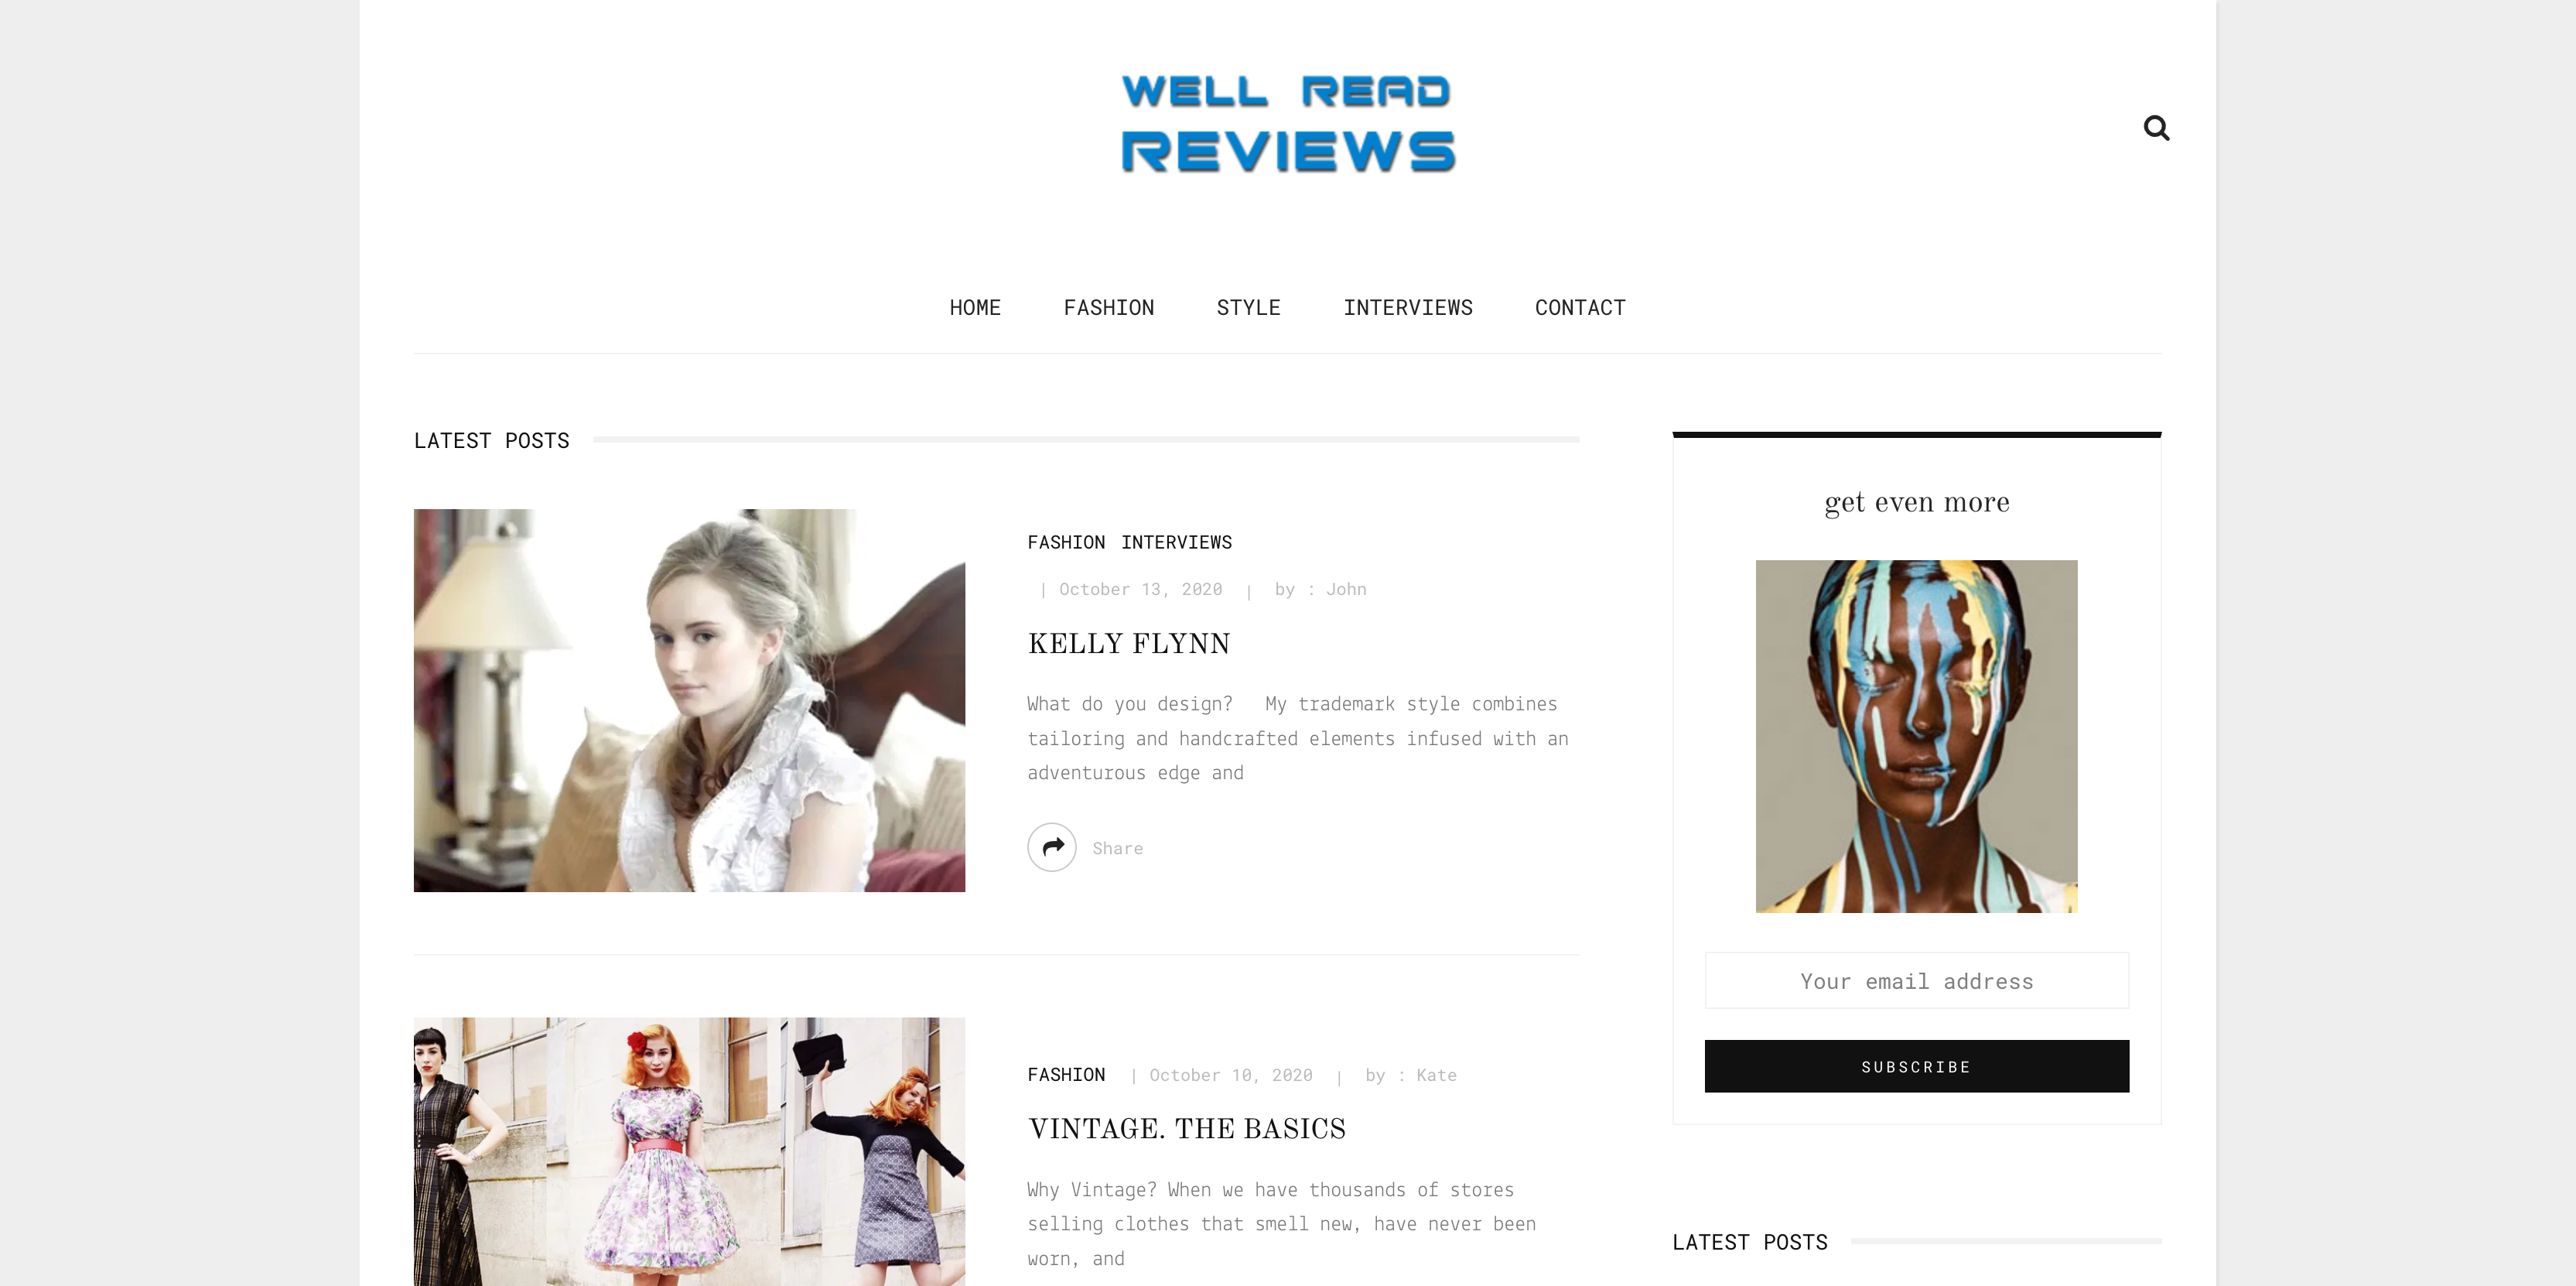 WELL READ
REVIEWS
HOME FASHION STYLE INTERVIEWS CONTACT
LATEST POSTS
FASHION INTERVIEWS
| October 13, 2020 | by : John
KELLY FLYNN
What do you design? My trademark style combines
tailoring and handcrafted elements infused with an
adventurous edge and
Share
FASHION | October 10, 2020 | by : Kate
VINTAGE. THE BASICS
Why Vintage? When we have thousands of stores
selling clothes that smell new, have never been
worn, and
get even more
Your email address
SUBSCRIBE
LATEST POSTS